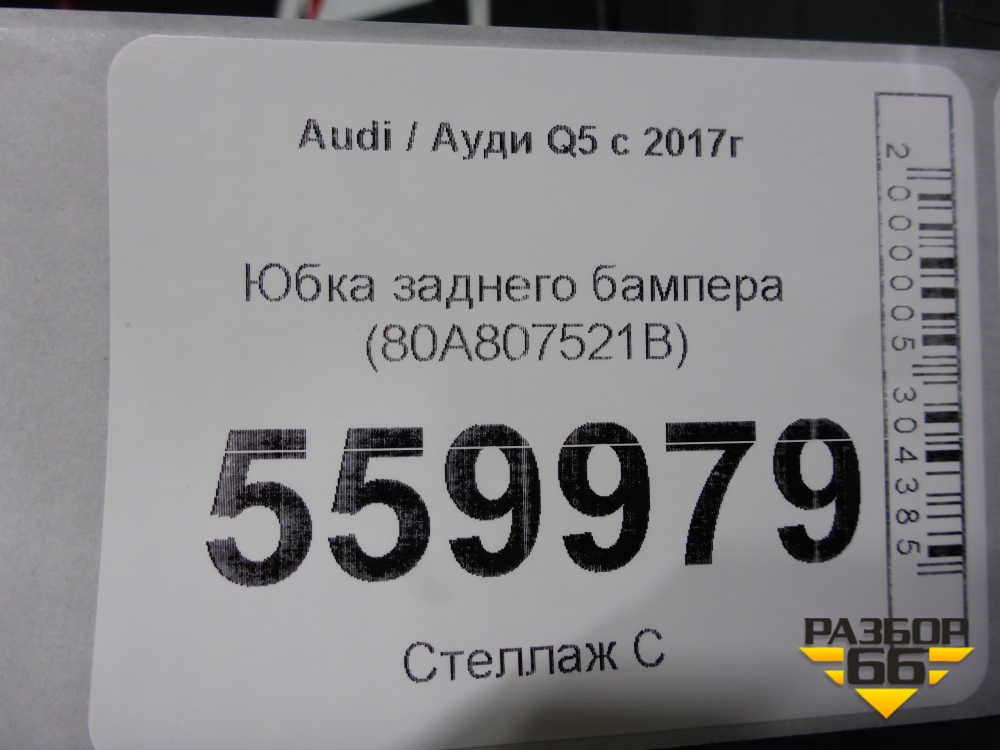 Audi / Ауди Q5 с 2017г
Юбка заднего бампера
(80A807521B)
559979
Стеллаж С
2000005304385
РАЗБОР
66